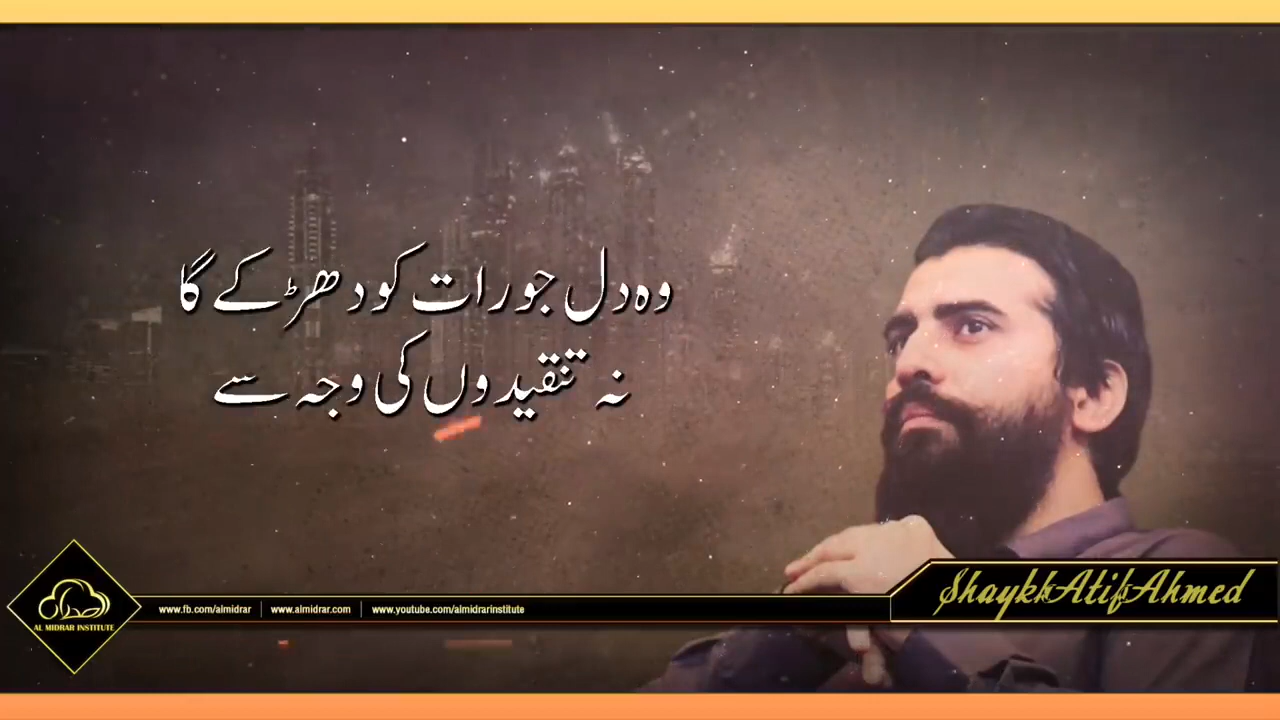 وہ دل جو رات کو دھڑکے گا
نہ تنقیدوں کی وجہ سے
ShaykhAtifAhmed
www.fb.com/almidrar
www.almidrar.com
www.youtube.com/almidrarinstitute
AL MIDRAR INSTITUTE